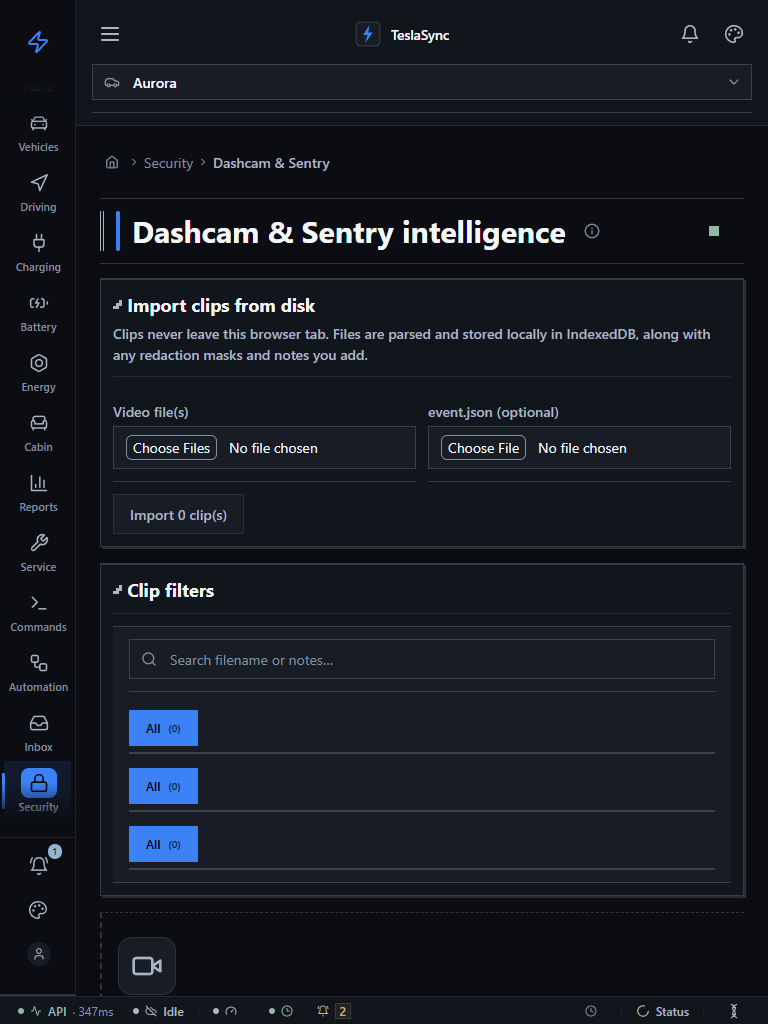 TeslaSync
Aurora
Security
Dashcam & Sentry
Dashcam & Sentry intelligence
Vehicles
Driving
Charging
Battery
Energy
Cabin
Reports
Service
Commands
Automation
Inbox
Security
1
Import clips from disk
Clips never leave this browser tab. Files are parsed and stored locally in IndexedDB, along with
any redaction masks and notes you add.
Video file(s)
Choose Files No file chosen
event.json (optional)
Choose File No file chosen
Import 0 clip(s)
Clip filters
Search filename or notes...
All (0)
All (0)
All (0)
API · 347ms
Idle
2
Status